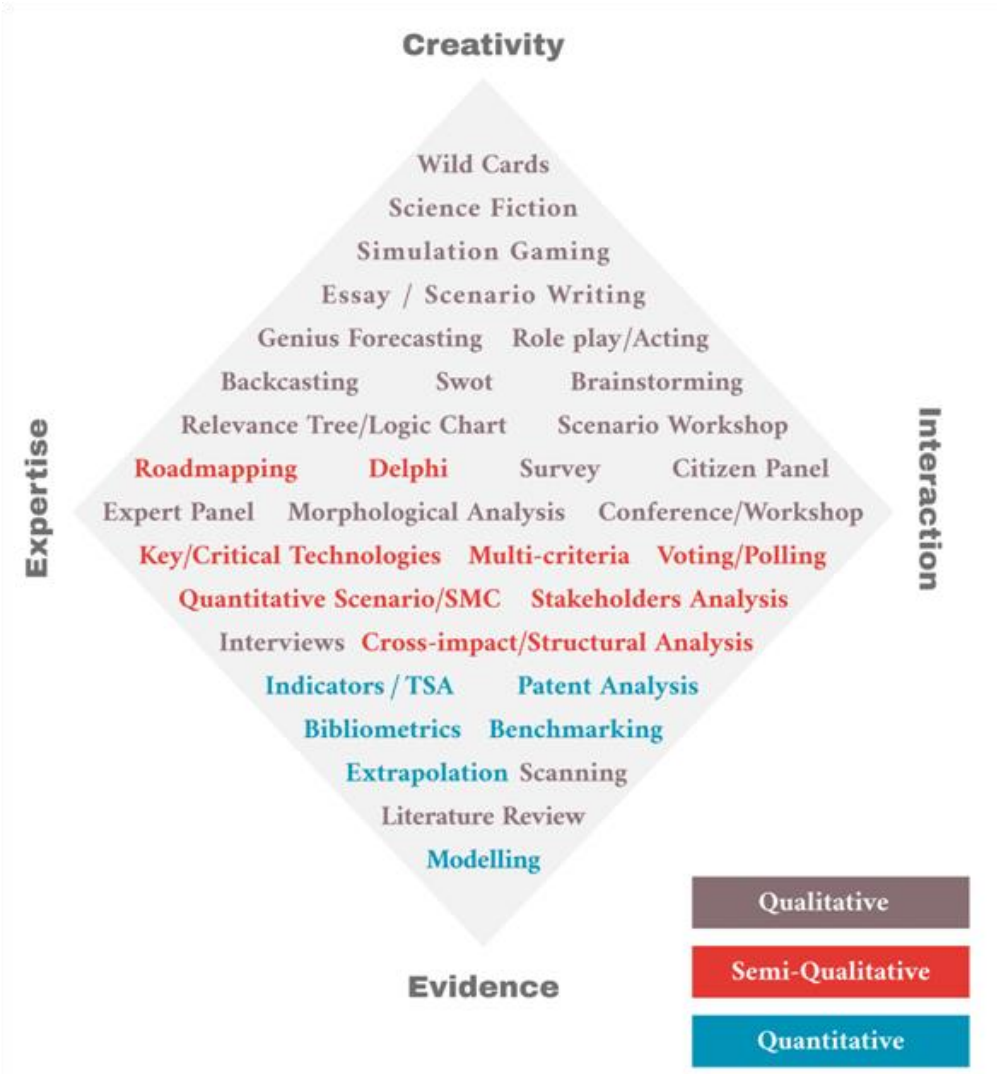 Creativity
Wild Cards
Science Fiction
Simulation Gaming
Essay / Scenario Writing
Genius Forecasting Role play/Acting
Backcasting Swot Brainstorming
Relevance Tree/Logic Chart Scenario Workshop
Roadmapping Delphi Survey Citizen Panel
Expert Panel Morphological Analysis Conference/Workshop
Key/Critical Technologies Multi-criteria Voting/Polling
Quantitative Scenario/SMC Stakeholders Analysis
Interviews Cross-impact/Structural Analysis
Indicators / TSA Patent Analysis
Bibliometrics Benchmarking
Extrapolation Scanning
Literature Review
Modelling
Expertise
Interaction
Evidence
Qualitative
Semi-Qualitative
Quantitative